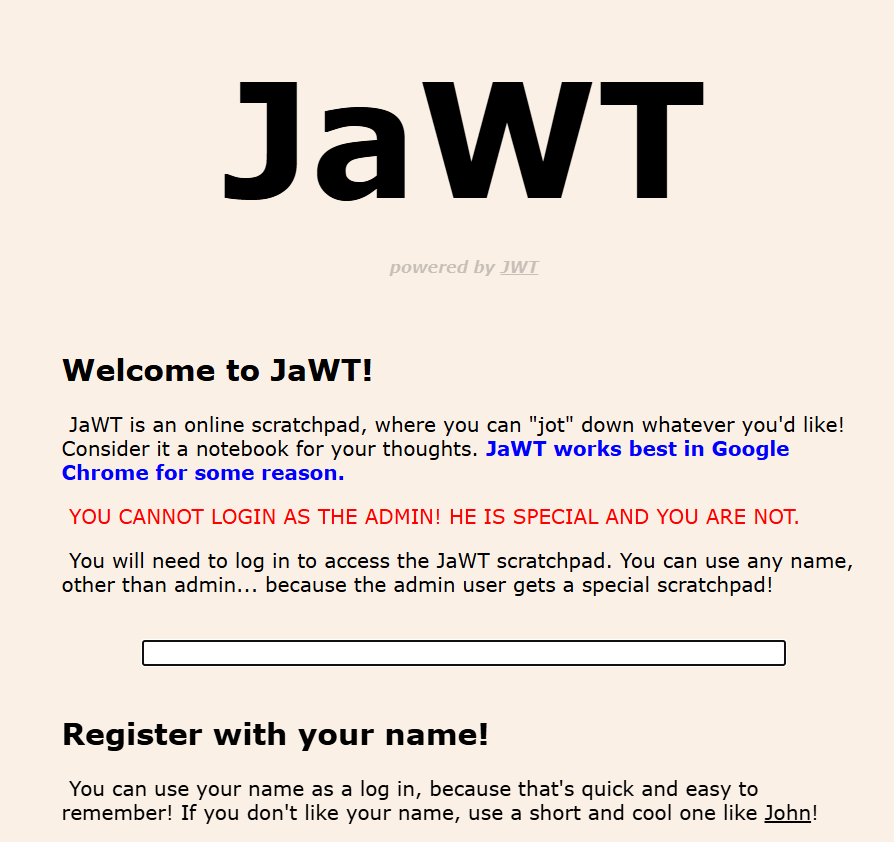 JaWT
powered by JWT
Welcome to JaWT!
JaWT is an online scratchpad, where you can "jot" down whatever you'd like!
Consider it a notebook for your thoughts. JaWT works best in Google
Chrome for some reason.
YOU CANNOT LOGIN AS THE ADMIN! HE IS SPECIAL AND YOU ARE NOT.
You will need to log in to access the JaWT scratchpad. You can use any name,
other than admin... because the admin user gets a special scratchpad!
Register with your name!
You can use your name as a log in, because that's quick and easy to
remember! If you don't like your name, use a short and cool one like John!